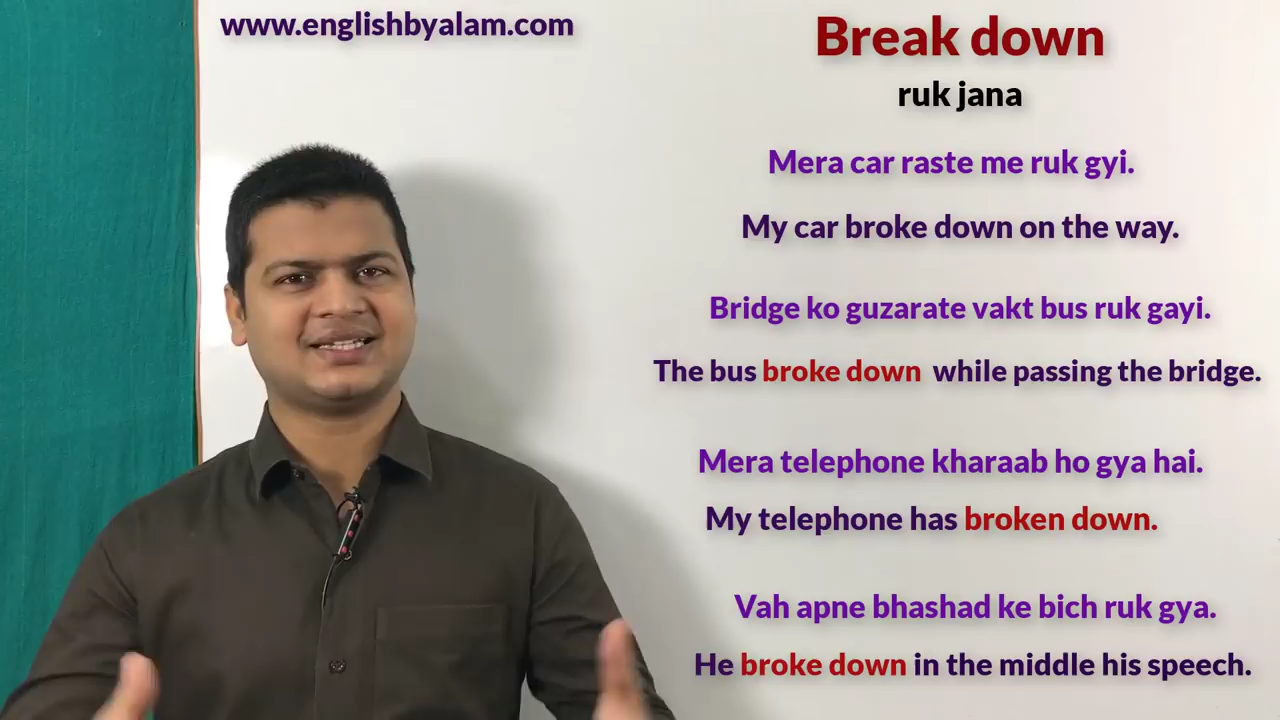 www.englishbyalam.com
Break down
ruk jana
Mera car raste me ruk gyi.
My car broke down on the way.
Bridge ko guzarate vakt bus ruk gayi.
The bus broke down while passing the bridge.
Mera telephone kharaab ho gya hai.
My telephone has broken down.
Vah apne bhashad ke bich ruk gya.
He broke down in the middle his speech.